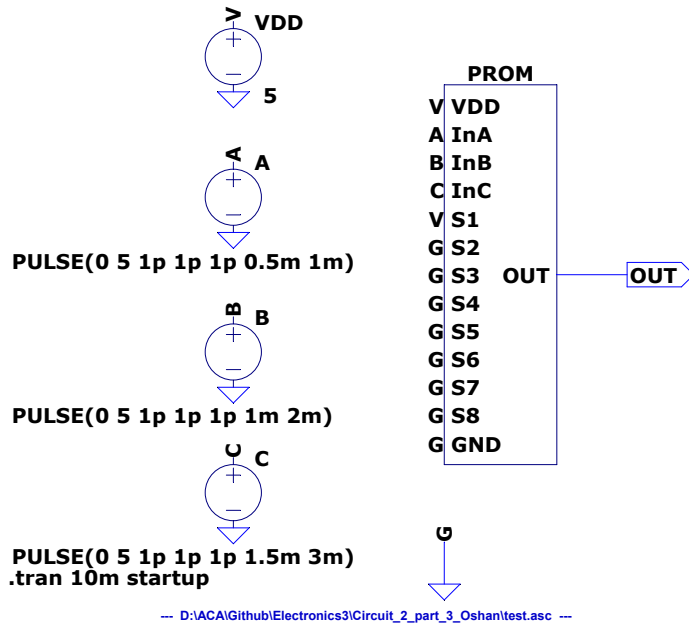 V
VDD
5
A
A
PULSE(0 5 1p 1p 1p 0.5m 1m)
B
B
PULSE(0 5 1p 1p 1p 1m 2m)
C
C
PULSE(0 5 1p 1p 1p 1.5m 3m)
.tran 10m startup
PROM
V VDD
A InA
B InB
C InC
V S1
G S2
G S3 OUT OUT
G S4
G S5
G S6
G S7
G S8
G GND
G
--- D:\ACA\Github\Electronics3\Circuit_2_part_3_Oshan\test.asc ---